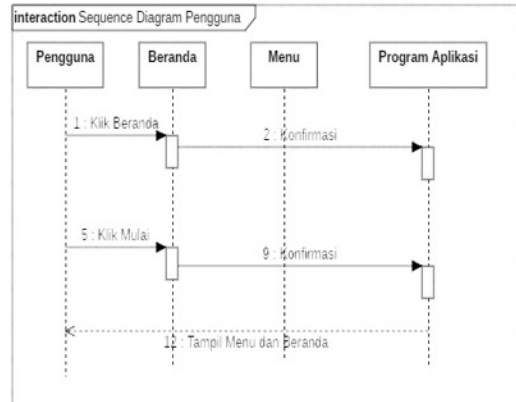 interaction Sequence Diagram Pengguna
Pengguna
Beranda
Menu
Program Aplikasi
1 : Klik Beranda
2 : Konfirmasi
5 : Klik Mulai
9 : Konfirmasi
12 : Tampil Menu dan Beranda